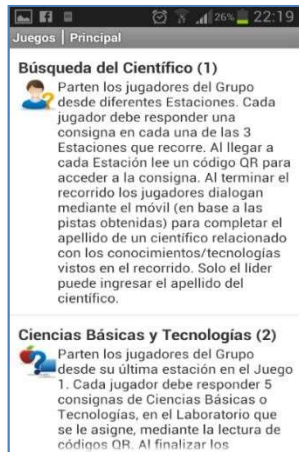 26% 22:19
Juegos | Principal
Búsqueda del Científico (1)
Parten los jugadores del Grupo
desde diferentes Estaciones. Cada
jugador debe responder una
consigna en cada una de las 3
Estaciones que recorre. Al llegar a
cada Estación lee un código QR para
acceder a la consigna. Al terminar el
recorrido los jugadores dialogan
mediante el móvil (en base a las
pistas obtenidas) para completar el
apellido de un científico relacionado
con los conocimientos/tecnologías
vistos en el recorrido. Solo el líder
puede ingresar el apellido del
científico.
Ciencias Básicas y Tecnologías (2)
Parten los jugadores del Grupo
desde su última estación en el Juego
1. Cada jugador debe responder 5
consignas de Ciencias Básicas o
Tecnologías, en el Laboratorio que
se le asigne, mediante la lectura de
códigos QR. Al finalizar los